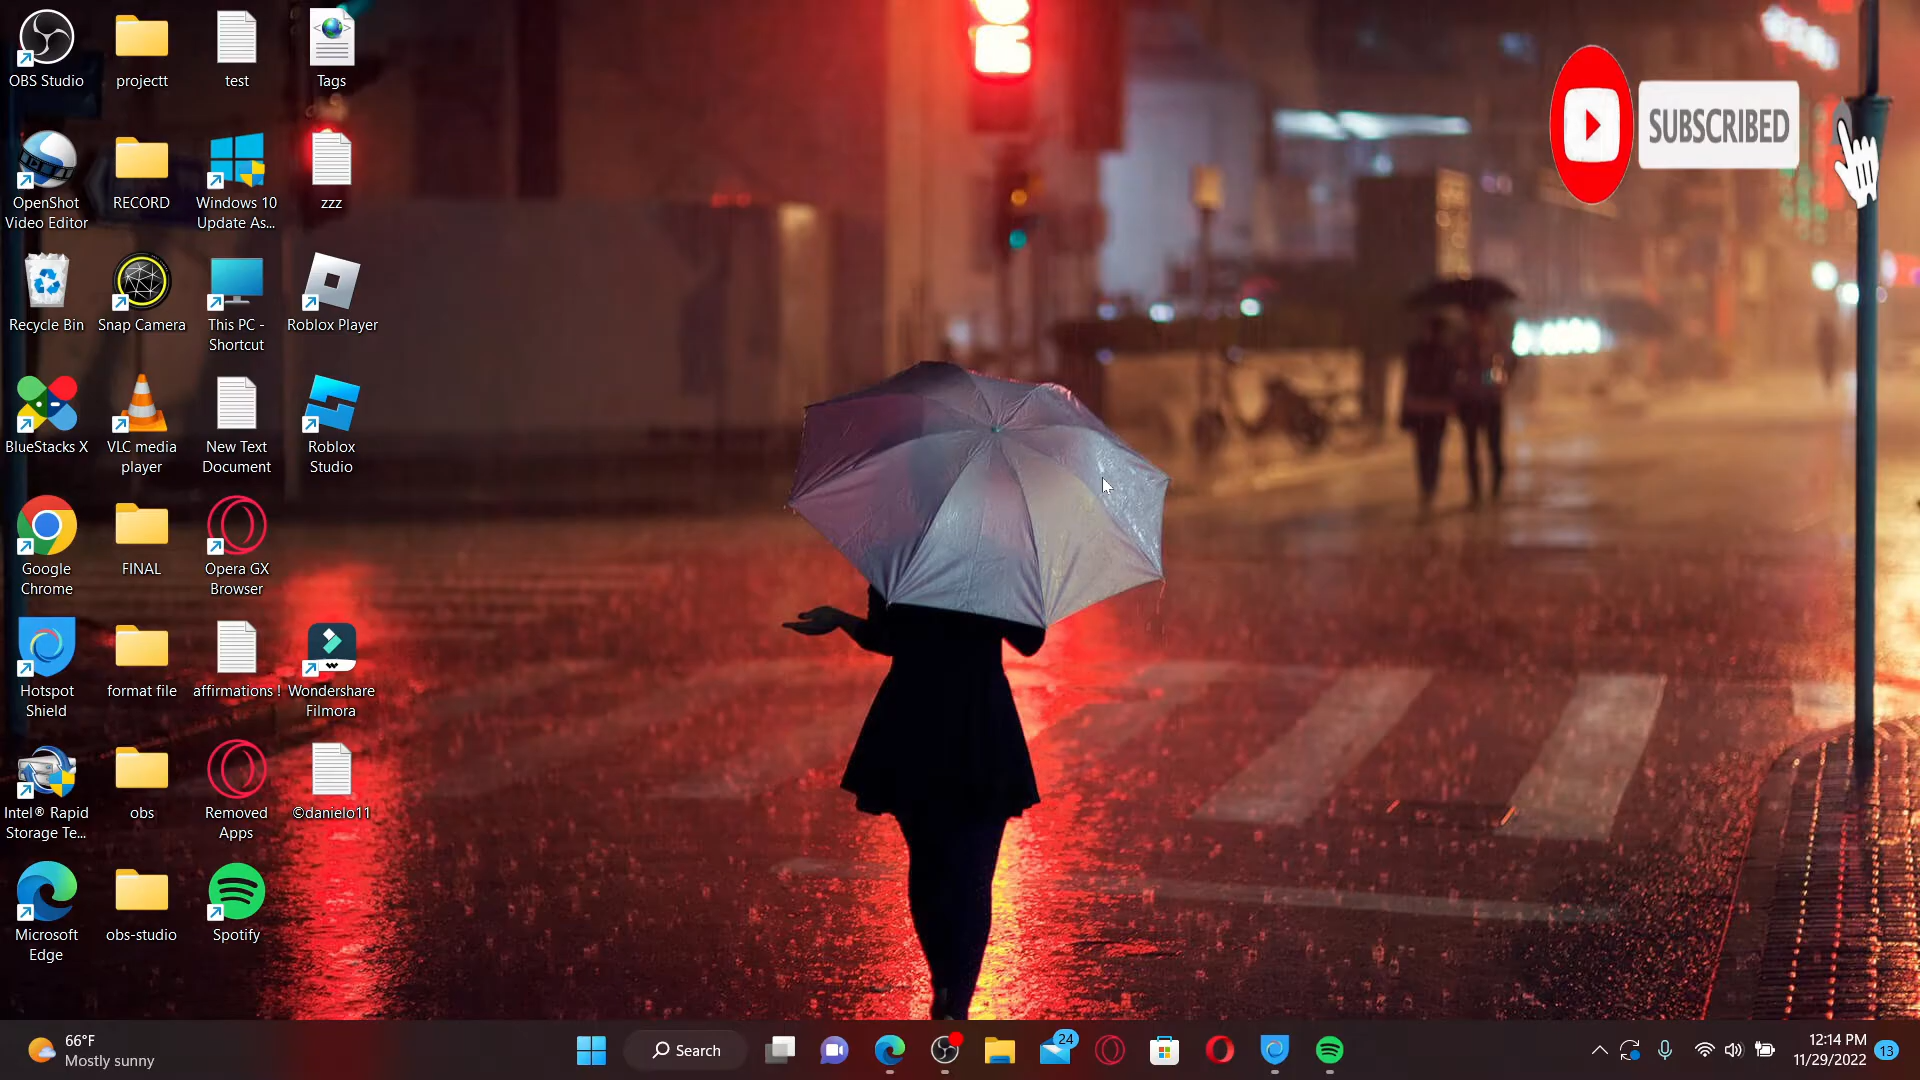 OBS Studio
projectt
test
Tags
OpenShot
Video Editor
RECORD
Windows 10
Update As...
zzz
Recycle Bin
Snap Camera
This PC -
Shortcut
Roblox Player
BlueStacks X
VLC media
player
New Text
Document
Roblox
Studio
Google
Chrome
FINAL
Opera GX
Browser
Hotspot
Shield
format file
affirmations !
Wondershare
Filmora
Intel® Rapid
Storage Te...
obs
Removed
Apps
©danielo11
Microsoft
Edge
obs-studio
Spotify
SUBSCRIBED
66°F
Mostly sunny
Search
24
12:14 PM
11/29/2022
13